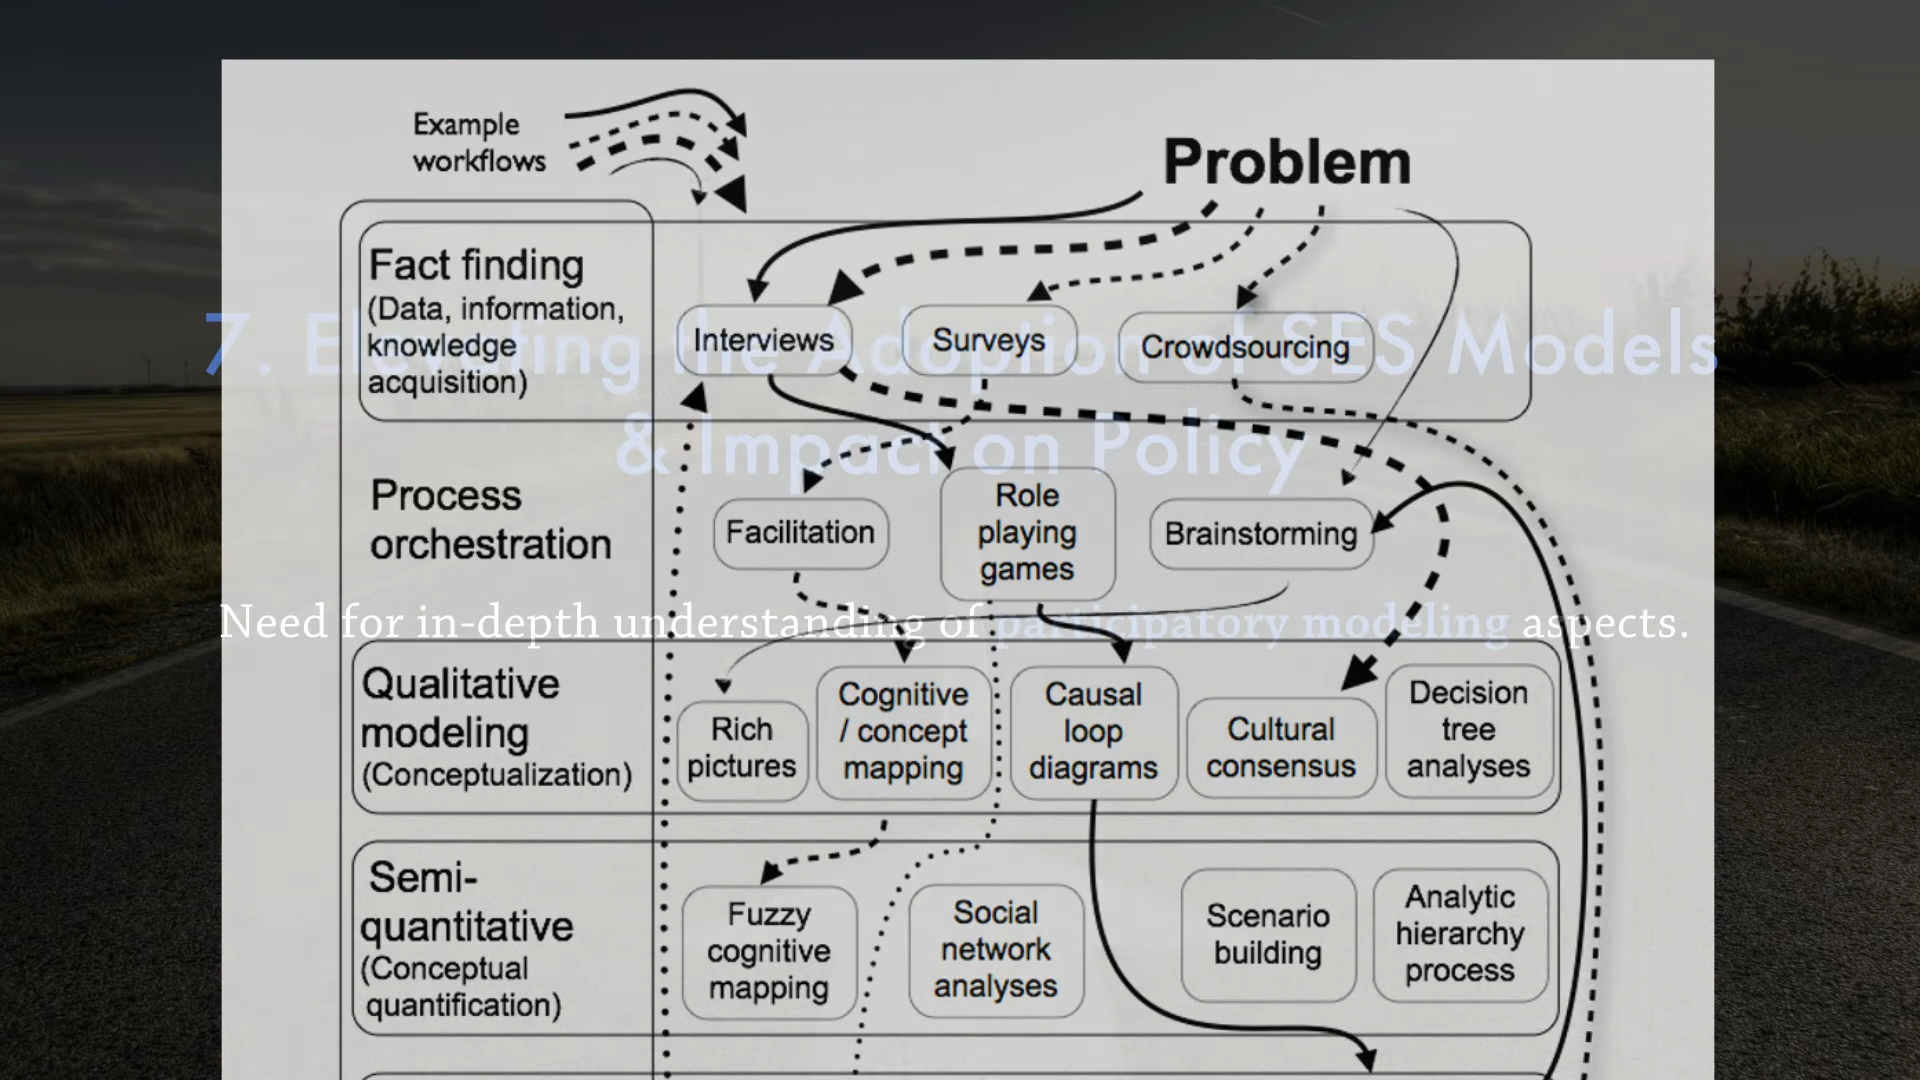 Example
workflows
Problem
Fact finding
(Data, information,
knowledge
acquisition)
Interviews
Surveys
Crowdsourcing
7. Elevating the Adoption of SES Models
& Impact on Policy
Process
orchestration
Facilitation
Role
playing
games
Brainstorming
Need for in-depth understanding of participatory modeling aspects.
Qualitative
modeling
(Conceptualization)
Rich
pictures
Cognitive
/ concept
mapping
Causal
loop
diagrams
Cultural
consensus
Decision
tree
analyses
Semi-
quantitative
(Conceptual
quantification)
Fuzzy
cognitive
mapping
Social
network
analyses
Scenario
building
Analytic
hierarchy
process